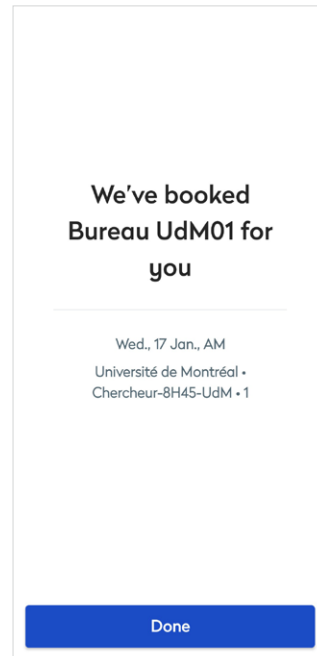 We've booked
Bureau UdM01 for
you
Wed., 17 Jan., AM
Université de Montréal •
Chercheur-8H45-UdM • 1
Done